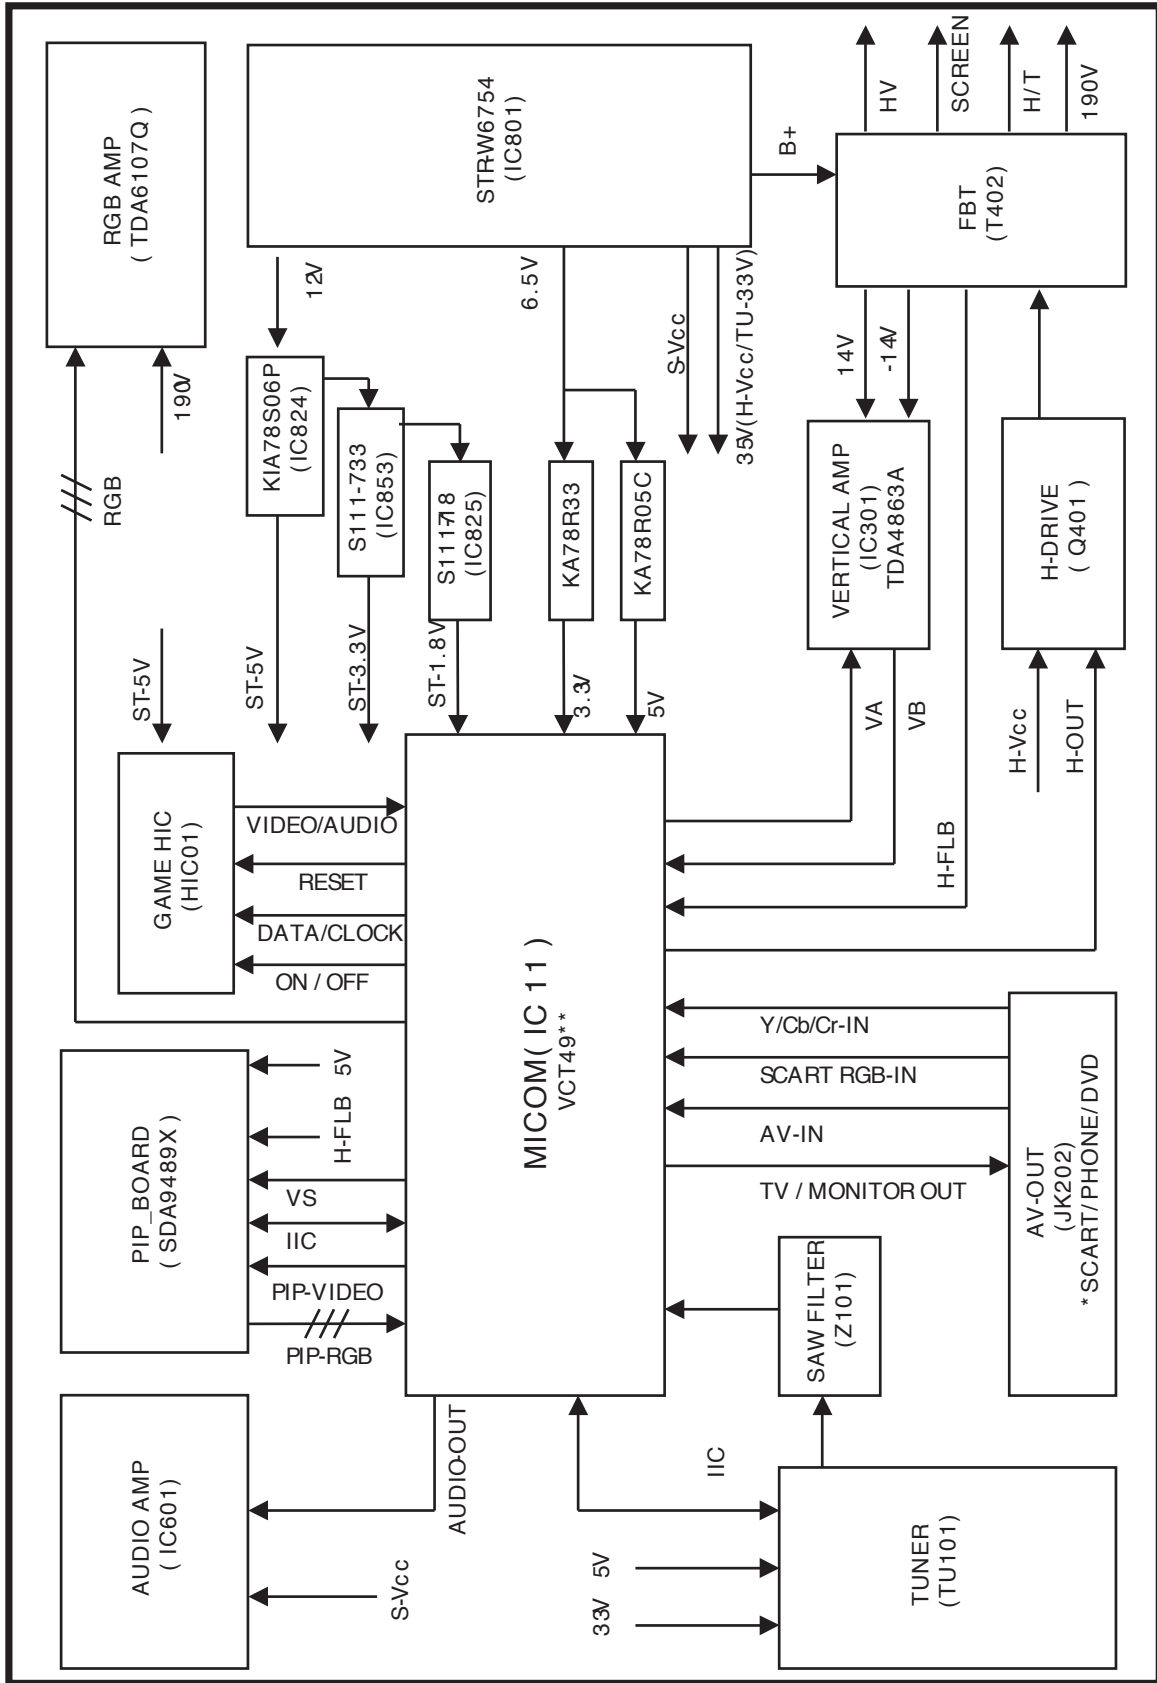 AUDIO AMP
( IC601)
S-Vcc
AUDIO-OUT
PIP_BOARD
( SDA9489X )
5V
H-FLB
VS
IIC
PIP-VIDEO
PIP-RGB
GAME HIC
(HIC01)
ST-5V
VIDEO/AUDIO
RESET
DATA/CLOCK
ON / OFF
RGB
RGB AMP
( TDA6107Q )
190V
MICOM( IC 11 )
VCT49**
ST-5V
ST-3.3V
ST-1.8V
3.3V
5V
KIA78S06P
(IC824)
S111-733
(IC853)
S111718
(IC825)
KA78R33
KA78R05C
12V
6.5V
S-Vcc
35V(H-Vcc/TU-33V)
STR-W6754
(IC801)
B+
TUNER
(TU101)
33V
5V
IIC
SAW FILTER
(Z101)
AV-OUT
(JK202)
*SCART/PHONE/DVD
Y/Cb/Cr-IN
SCART RGB-IN
AV-IN
TV / MONITOR OUT
VA
VB
H-FLB
H-Vcc
H-OUT
VERTICAL AMP
(IC301)
TDA4863A
H-DRIVE
( Q401)
14V
-14V
FBT
(T402)
HV
SCREEN
H/T
190V